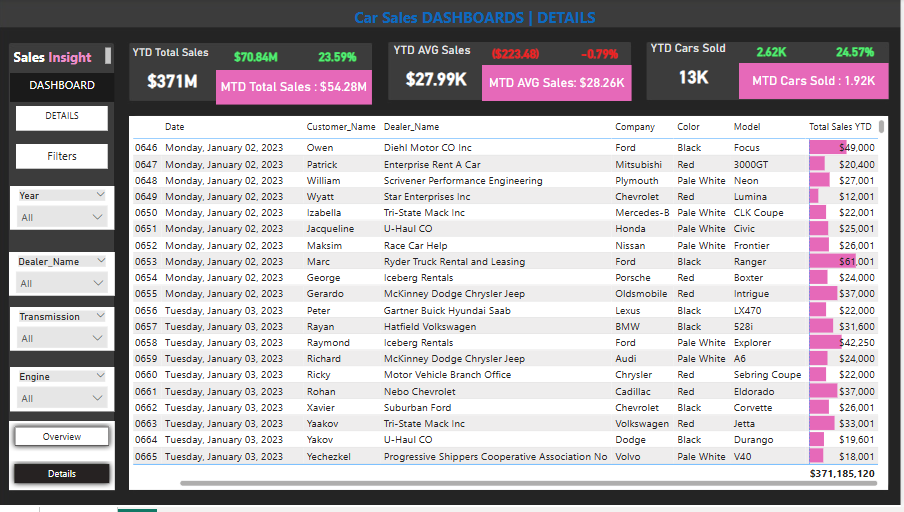 Car Sales DASHBOARDS | DETAILS
Sales Insight
DASHBOARD
DETAILS
Filters
Year
All
Dealer_Name
All
Transmission
All
Engine
All
Overview
Details
YTD Total Sales $70.84M 23.59%
$371M MTD Total Sales : $54.28M
YTD AVG Sales ($223.48) -0.79%
$27.99K MTD AVG Sales: $28.26K
YTD Cars Sold 2.62K 24.57%
13K MTD Cars Sold : 1.92K
Date Customer_Name Dealer_Name Company Color Model Total Sales YTD
0646 Monday, January 02, 2023 Owen Diehl Motor CO Inc Ford Black Focus $49,000
0647 Monday, January 02, 2023 Patrick Enterprise Rent A Car Mitsubishi Red 3000GT $20,400
0648 Monday, January 02, 2023 William Scrivener Performance Engineering Plymouth Pale White Neon $27,001
0649 Monday, January 02, 2023 Wyatt Star Enterprises Inc Chevrolet Red Lumina $12,001
0650 Monday, January 02, 2023 Izabella Tri-State Mack Inc Mercedes-B Pale White CLK Coupe $22,001
0651 Monday, January 02, 2023 Jacqueline U-Haul CO Honda Pale White Civic $25,001
0652 Monday, January 02, 2023 Maksim Race Car Help Nissan Pale White Frontier $26,001
0653 Monday, January 02, 2023 Marc Ryder Truck Rental and Leasing Ford Black Ranger $61,001
0654 Monday, January 02, 2023 George Iceberg Rentals Porsche Red Boxter $24,000
0655 Monday, January 02, 2023 Gerardo McKinney Dodge Chrysler Jeep Oldsmobile Red Intrigue $37,000
0656 Tuesday, January 03, 2023 Peter Gartner Buick Hyundai Saab Lexus Black LX470 $22,000
0657 Tuesday, January 03, 2023 Rayan Hatfield Volkswagen BMW Black 528i $31,600
0658 Tuesday, January 03, 2023 Raymond Iceberg Rentals Ford Pale White Explorer $42,250
0659 Tuesday, January 03, 2023 Richard McKinney Dodge Chrysler Jeep Audi Pale White A6 $24,000
0660 Tuesday, January 03, 2023 Ricky Motor Vehicle Branch Office Chrysler Red Sebring Coupe $22,000
0661 Tuesday, January 03, 2023 Rohan Nebo Chevrolet Cadillac Red Eldorado $37,000
0662 Tuesday, January 03, 2023 Xavier Suburban Ford Chevrolet Black Corvette $26,001
0663 Tuesday, January 03, 2023 Yaakov Tri-State Mack Inc Volkswagen Red Jetta $33,001
0664 Tuesday, January 03, 2023 Yakov U-Haul CO Dodge Black Durango $19,601
0665 Tuesday, January 03, 2023 Yechezkel Progressive Shippers Cooperative Association No Volvo Pale White V40 $18,001
$371,185,120